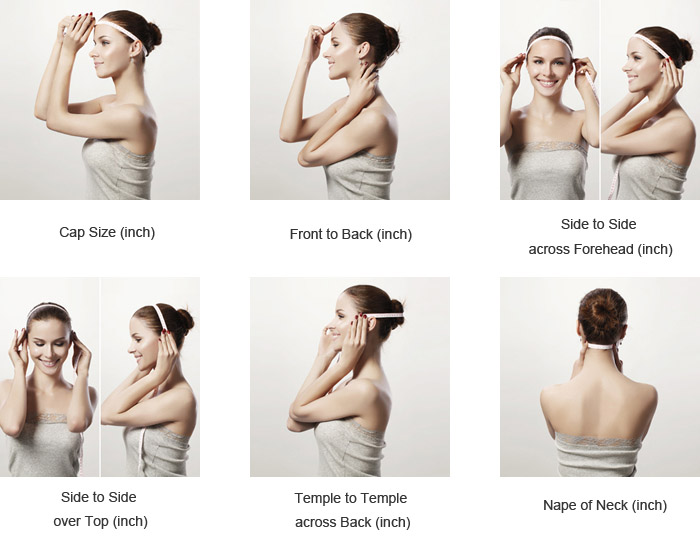 Cap Size (inch)
Front to Back (inch)
Side to Side
across Forehead (inch)
Side to Side
over Top (inch)
Temple to Temple
across Back (inch)
Nape of Neck (inch)